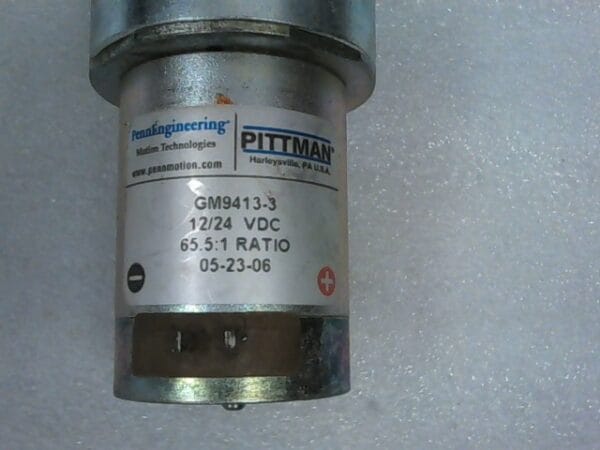 PennEngineering®
Motion Technologies
www.pennmotion.com
PITTMAN®
Harleysville, PA U.S.A.
GM9413-3
12/24 VDC
65.5:1 RATIO
05-23-06
- +